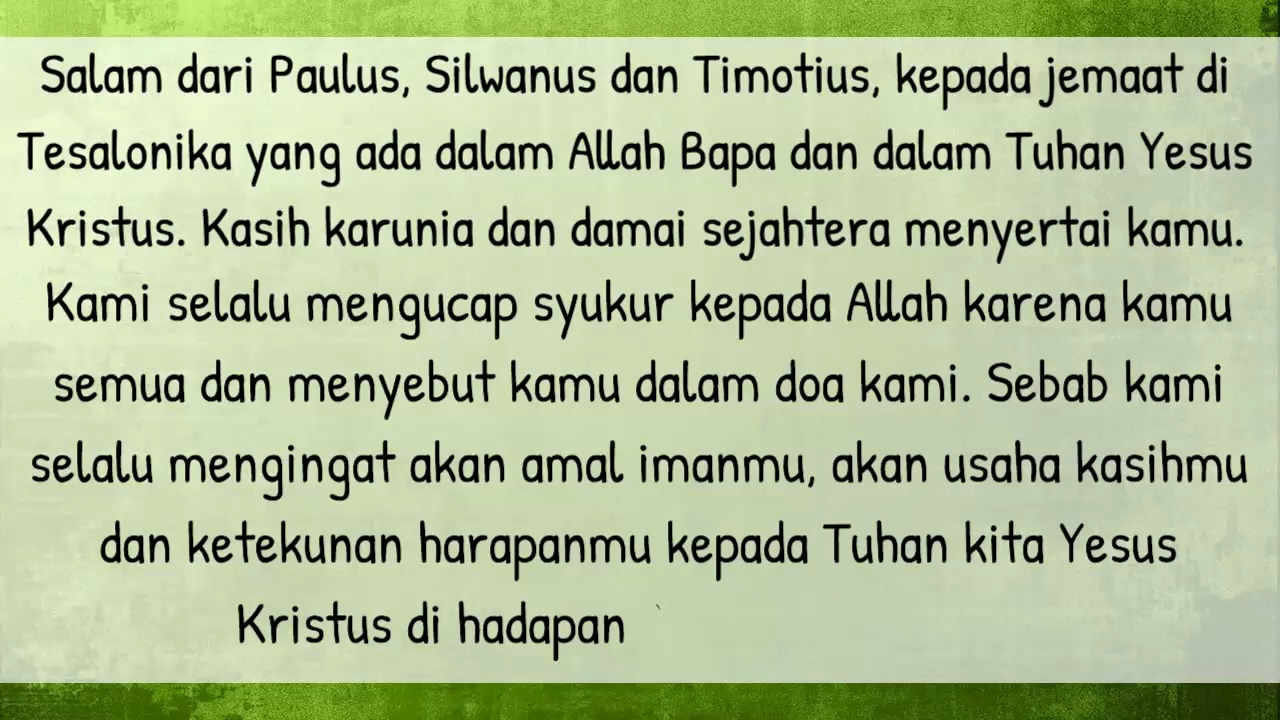 Salam dari Paulus, Silwanus dan Timotius, kepada jemaat di
Tesalonika yang ada dalam Allah Bapa dan dalam Tuhan Yesus
Kristus. Kasih karunia dan damai sejahtera menyertai kamu.
Kami selalu mengucap syukur kepada Allah karena kamu
semua dan menyebut kamu dalam doa kami. Sebab kami
selalu mengingat akan amal imanmu, akan usaha kasihmu
dan ketekunan harapanmu kepada Tuhan kita Yesus
Kristus di hadapan